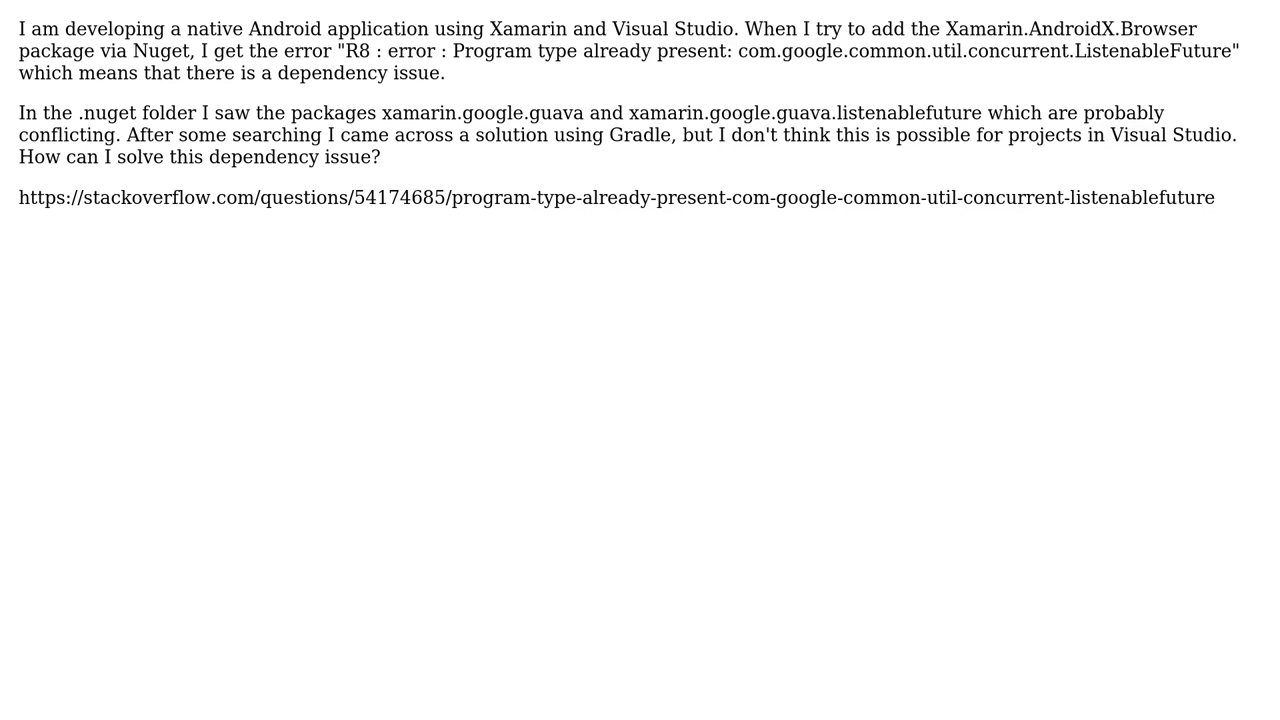 I am developing a native Android application using Xamarin and Visual Studio. When I try to add the Xamarin.AndroidX.Browser
package via Nuget, I get the error "R8 : error : Program type already present: com.google.common.util.concurrent.ListenableFuture"
which means that there is a dependency issue.
In the .nuget folder I saw the packages xamarin.google.guava and xamarin.google.guava.listenablefuture which are probably
conflicting. After some searching I came across a solution using Gradle, but I don't think this is possible for projects in Visual Studio.
How can I solve this dependency issue?
https://stackoverflow.com/questions/54174685/program-type-already-present-com-google-common-util-concurrent-listenablefuture